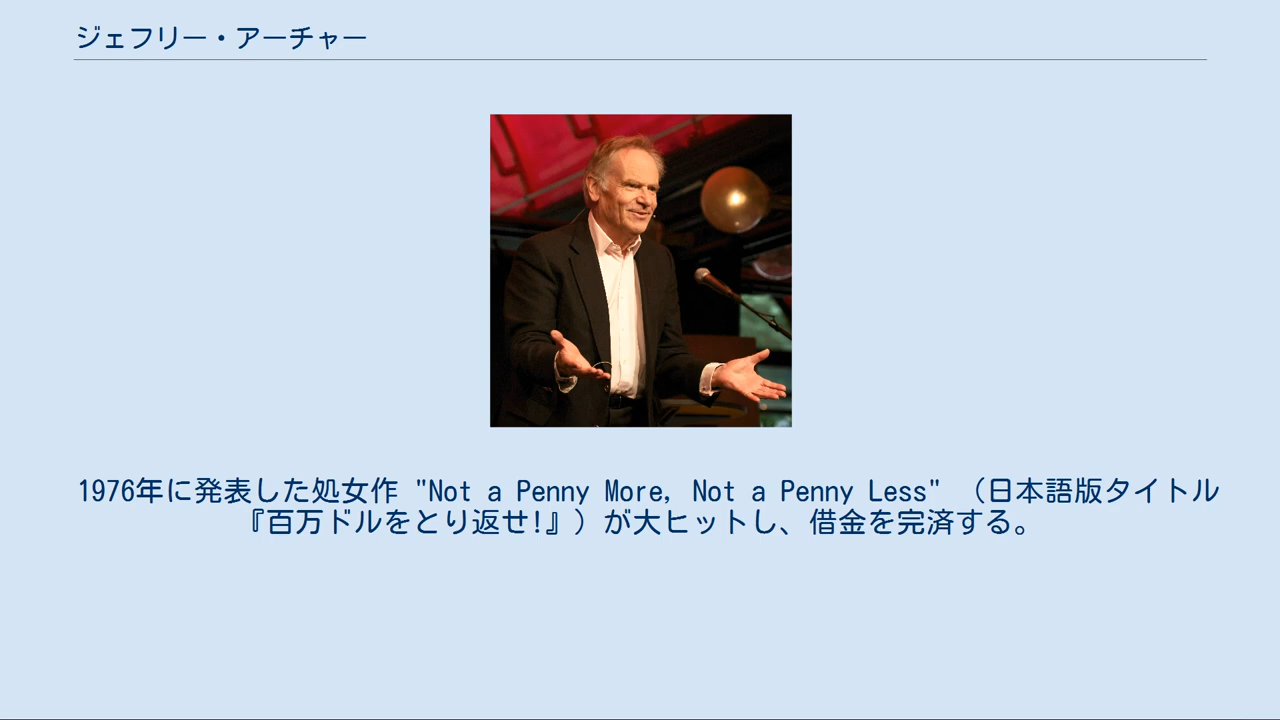 ジェフリー・アーチャー
1976年に発表した処女作 "Not a Penny More, Not a Penny Less" （日本語版タイトル
『百万ドルをとり返せ!』）が大ヒットし、借金を完済する。